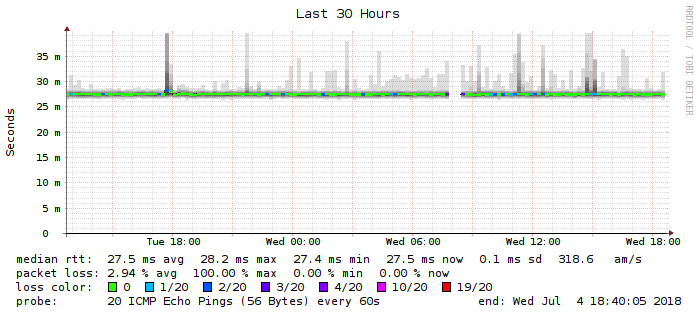 Last 30 Hours
RRDTOOL / TOBI OETIKER
Seconds
35 m
30 m
25 m
20 m
15 m
10 m
5 m
0
Tue 18:00 Wed 00:00 Wed 06:00 Wed 12:00 Wed 18:00
median rtt: 27.5 ms avg 28.2 ms max 27.4 ms min 27.5 ms now 0.1 ms sd 318.6 am/s
packet loss: 2.94 % avg 100.00 % max 0.00 % min 0.00 % now
loss color: 0 1/20 2/20 3/20 4/20 10/20 19/20
probe: 20 ICMP Echo Pings (56 Bytes) every 60s end: Wed Jul 4 18:40:05 2018